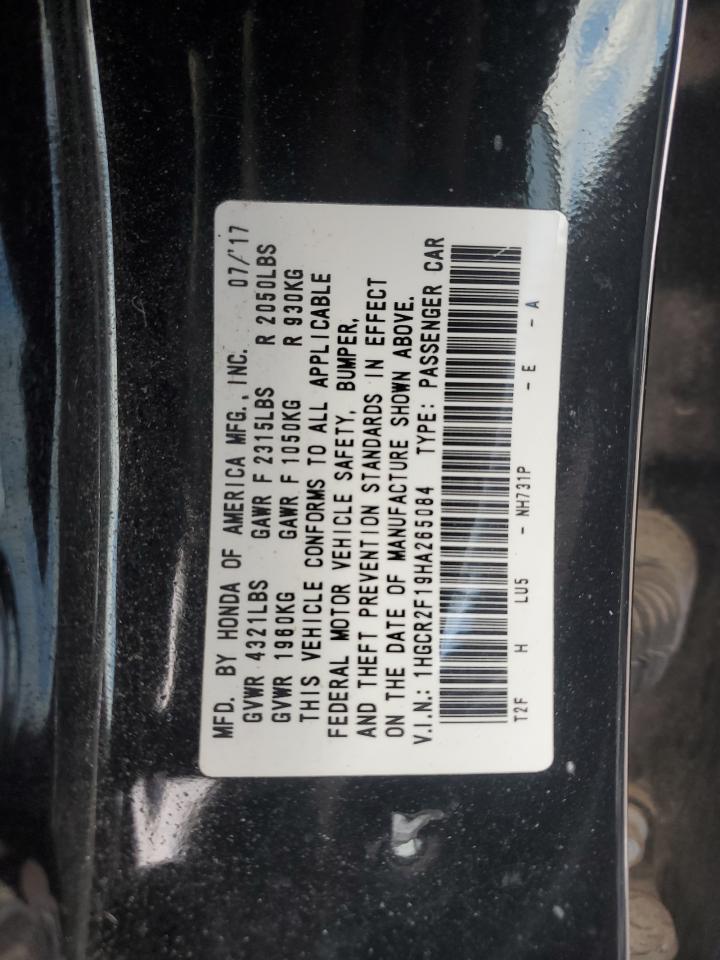 MFD. BY HONDA OF AMERICA MFG., INC. 07/'17
GVWR 4321LBS GAWR F 2315LBS R 2050LBS
GVWR 1960KG GAWR F 1050KG R 930KG
THIS VEHICLE CONFORMS TO ALL APPLICABLE
FEDERAL MOTOR VEHICLE SAFETY, BUMPER,
AND THEFT PREVENTION STANDARDS IN EFFECT
ON THE DATE OF MANUFACTURE SHOWN ABOVE.
V.I.N.: 1HGCR2F19HA265084 TYPE: PASSENGER CAR
T2F H LU5 - NH731P - E - A